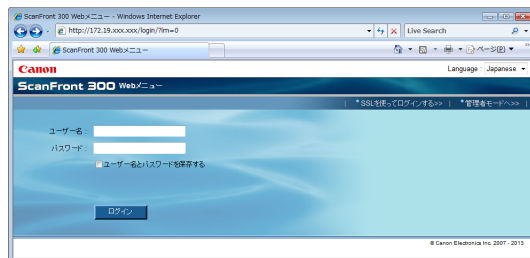 ScanFront 300 Webメニュー - Windows Internet Explorer
http://172.19.xxx.xxx/login/?lm=0
Live Search
ScanFront 300 Webメニュー
ページ(P)
Canon
Language : Japanese
ScanFront 300 Webメニュー
| *SSLを使ってログインする>> | *管理者モードへ>> |
ユーザー名 :
パスワード :
ユーザー名とパスワードを保存する
ログイン
© Canon Electronics Inc. 2007 - 2013